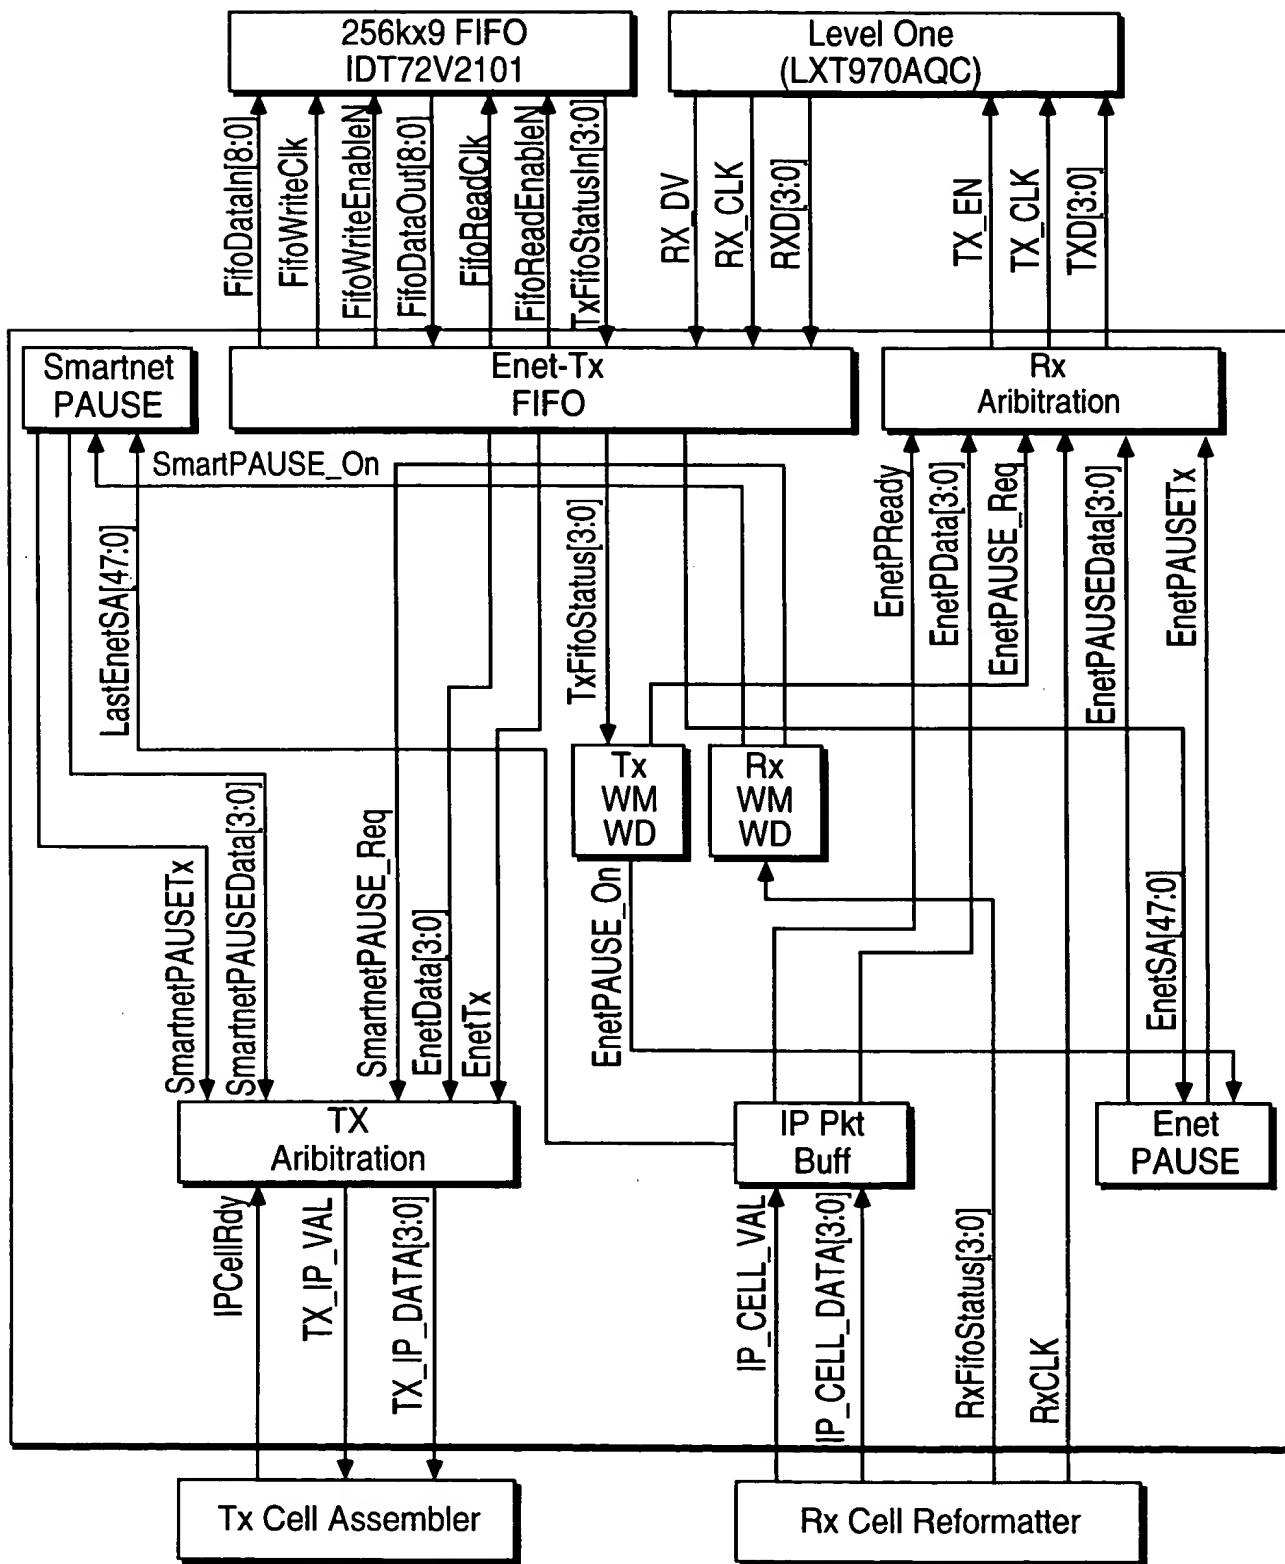 256kx9 FIFO
IDT72V2101
Level One
(LXT970AQC)
FifoDataIn[8:0]
FifoWriteClk
FifoWriteEnableN
FifoDataOut[8:0]
FifoReadClk
FifoReadEnableN
TxFifoStatusIn[3:0]
RX_DV
RX_CLK
RXD[3:0]
TX_EN
TX_CLK
TXD[3:0]
Smartnet
PAUSE
Enet-Tx
FIFO
Rx
Aribitration
SmartPAUSE_On
LastEnetSA[47:0]
TxFifoStatus[3:0]
EnetPReady
EnetPData[3:0]
EnetPAUSE_Req
EnetPAUSEData[3:0]
EnetPAUSETx
Tx
WM
WD
Rx
WM
WD
SmartnetPAUSETx
SmartnetPAUSEData[3:0]
SmartnetPAUSE_Req
EnetData[3:0]
EnetTx
EnetPAUSE_On
EnetSA[47:0]
TX
Aribitration
IP Pkt
Buff
Enet
PAUSE
IPCellRdy
TX_IP_VAL
TX_IP_DATA[3:0]
IP_CELL_VAL
IP_CELL_DATA[3:0]
RxFifoStatus[3:0]
RxCLK
Tx Cell Assembler
Rx Cell Reformatter